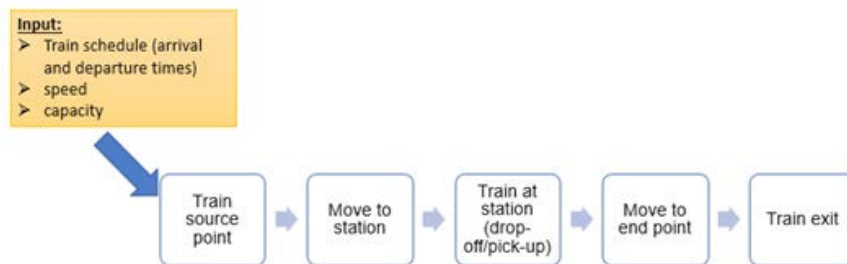 Input:
➢ Train schedule (arrival
and departure times)
➢ speed
➢ capacity
Train
source
point
Move to
station
Train at
station
(drop-
off/pick-up)
Move to
end point
Train exit